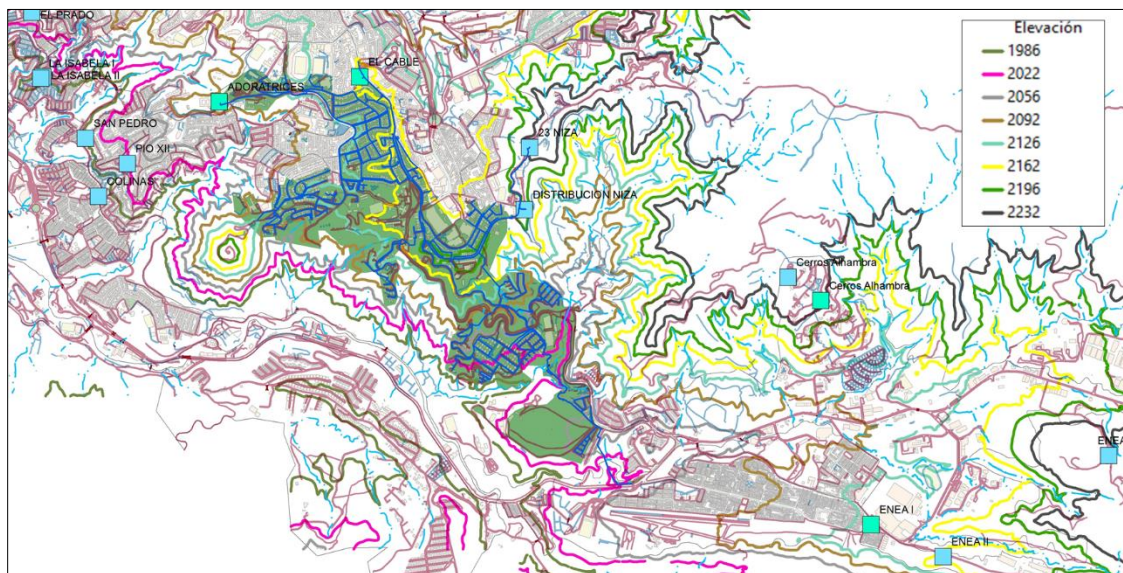 EL PRADO
LA ISABELA I
LA ISABELA II
SAN PEDRO
PIO XII
COLINAS
ADORATRICES
EL CABLE
23 NIZA
DISTRIBUCION NIZA
Cerros Alhambra
Cerros Alhambra
ENEA
ENEA I
ENEA II
Elevación
1986
2022
2056
2092
2126
2162
2196
2232